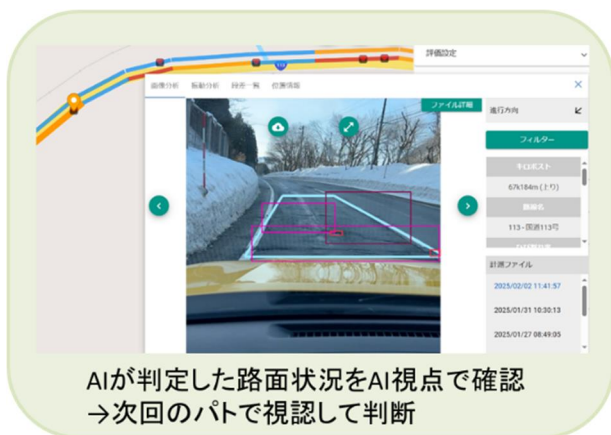 評価設定
113
画像分析 振動分析 段差一覧 位置情報
ファイル詳細
進行方向
フィルター
キロポスト
67k184m(上り)
路線名
113-国道113号
計測ファイル
2025/02/02 11:41:57
2025/01/31 10:30:13
2025/01/27 08:49:05
AIが判定した路面状況をAI視点で確認
→次回のパトで視認して判断